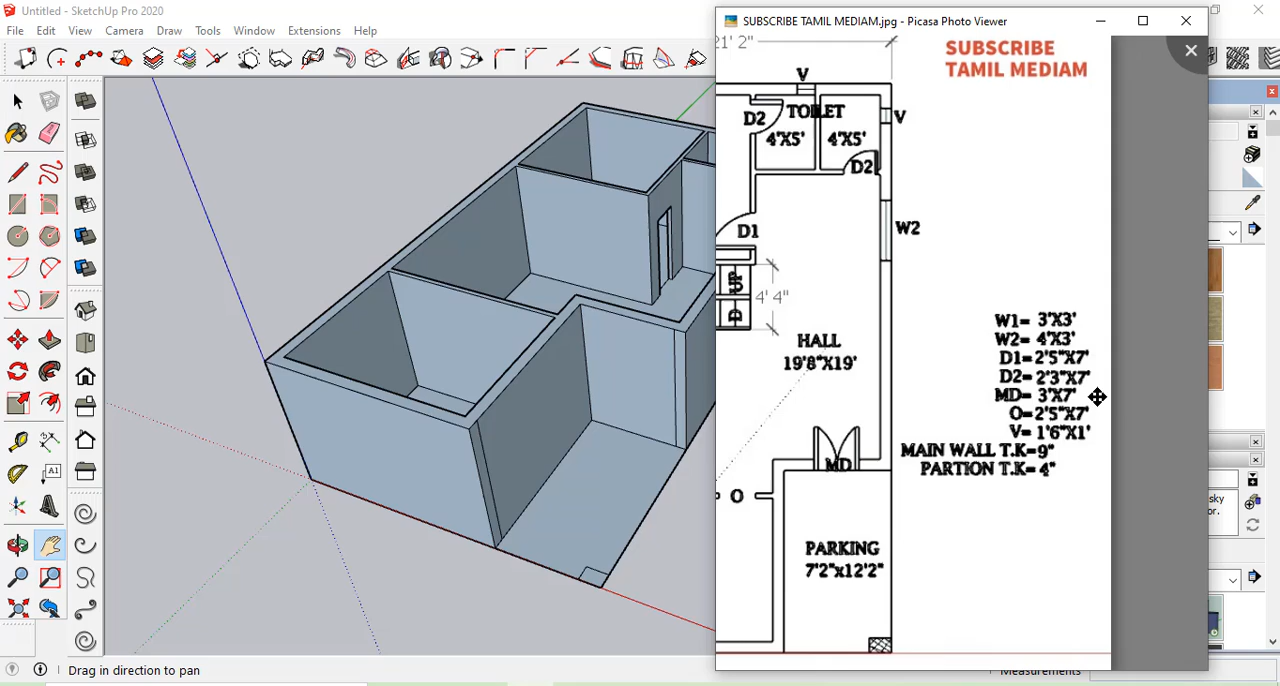 Untitled - SketchUp Pro 2020
File Edit View Camera Draw Tools Window Extensions Help
SUBSCRIBE TAMIL MEDIAM.jpg - Picasa Photo Viewer
21' 2"
SUBSCRIBE
TAMIL MEDIAM
V
D2
TOILET
V
4'X5'
4'X5'
D2
D1
W2
4' 4"
D
HALL
19'8"X19'
W1= 3'X3'
W2= 4'X3'
D1= 2'5"X7'
D2= 2'3"X7'
MD= 3'X7'
O= 2'5"X7'
V= 1'6"X1'
MAIN WALL T.K=9"
PARTION T.K= 4"
MD
O
PARKING
7'2"x12'2"
AI
sky
or.
Drag in direction to pan
Measurements